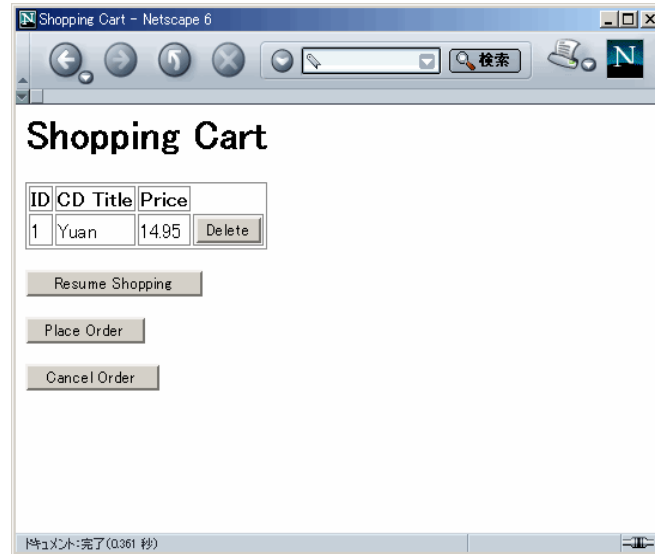 Shopping Cart - Netscape 6
検索
N
Shopping Cart
ID CD Title Price
1 Yuan 14.95 Delete
Resume Shopping
Place Order
Cancel Order
ドキュメント:完了(0.361 秒)